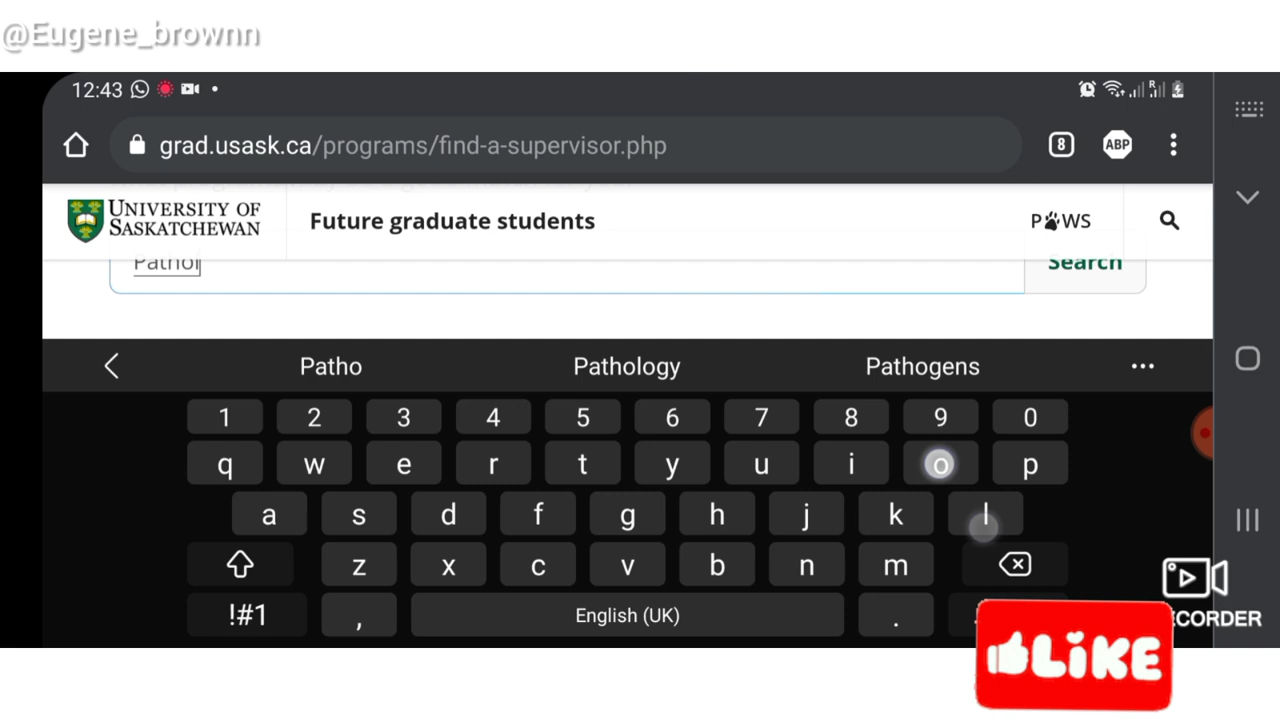 @Eugene_brownn
12:43
R
grad.usask.ca/programs/find-a-supervisor.php
8
ABP
UNIVERSITY OF
SASKATCHEWAN
Future graduate students
PAWS
Pathol
Search
Patho Pathology Pathogens
1 2 3 4 5 6 7 8 9 0
q w e r t y u i o p
a s d f g h j k l
z x c v b n m
!#1 , English (UK) .
CORDER
LIKE